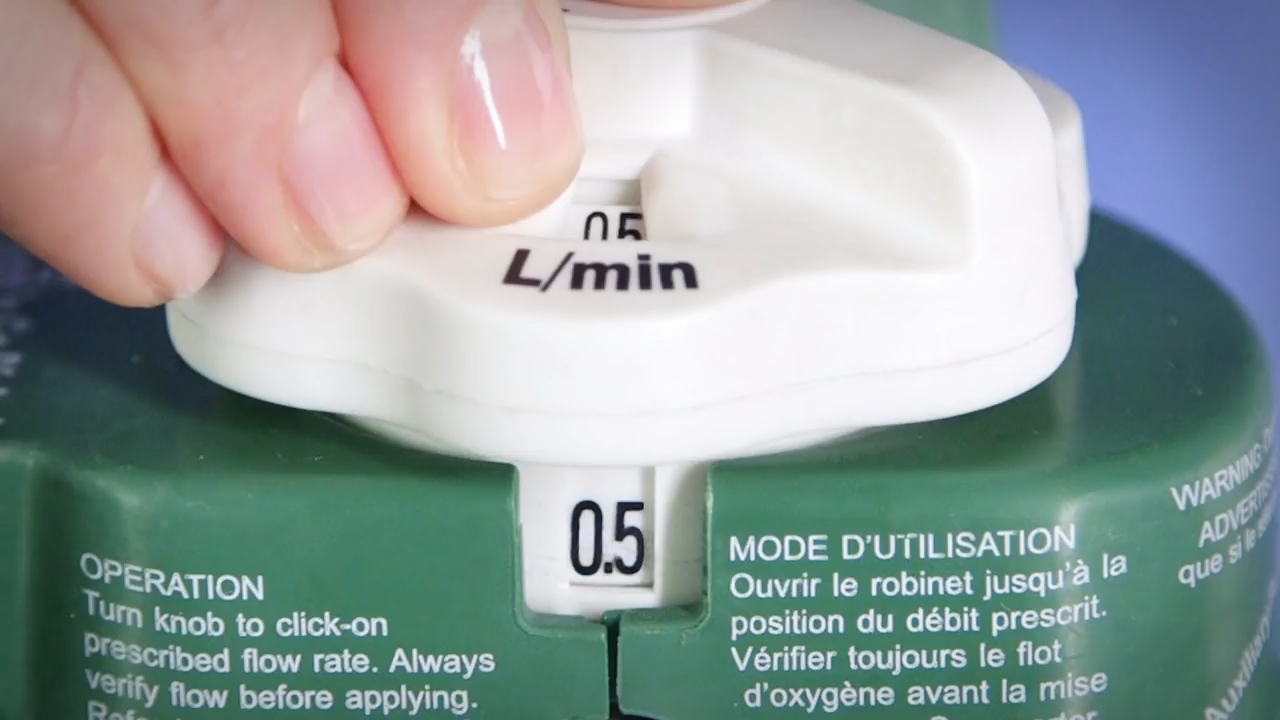 0.5
L/min
0.5
OPERATION
Turn knob to click-on
prescribed flow rate. Always
verify flow before applying.
MODE D'UTILISATION
Ouvrir le robinet jusqu'à la
position du débit prescrit.
Vérifier toujours le flot
d'oxygène avant la mise
WARNING
que si le